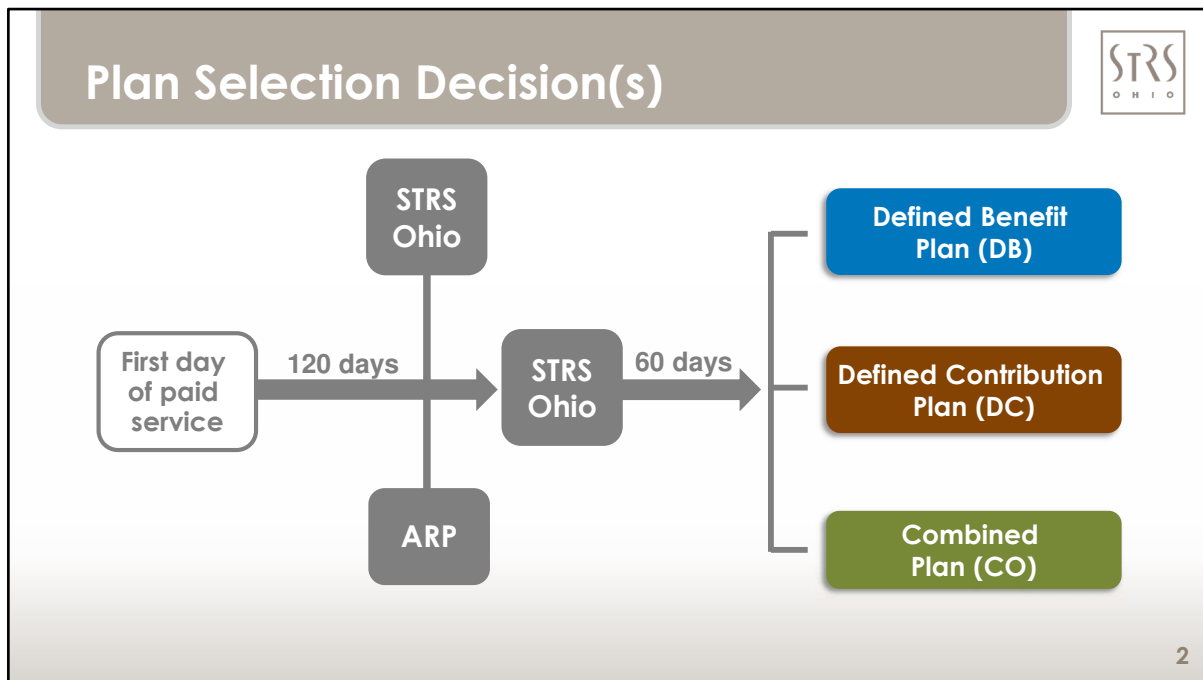 Plan Selection Decision(s)
STRS
OHIO
STRS
Ohio
First day
of paid
service
120 days
ARP
STRS
Ohio
60 days
Defined Benefit
Plan (DB)
Defined Contribution
Plan (DC)
Combined
Plan (CO)
2